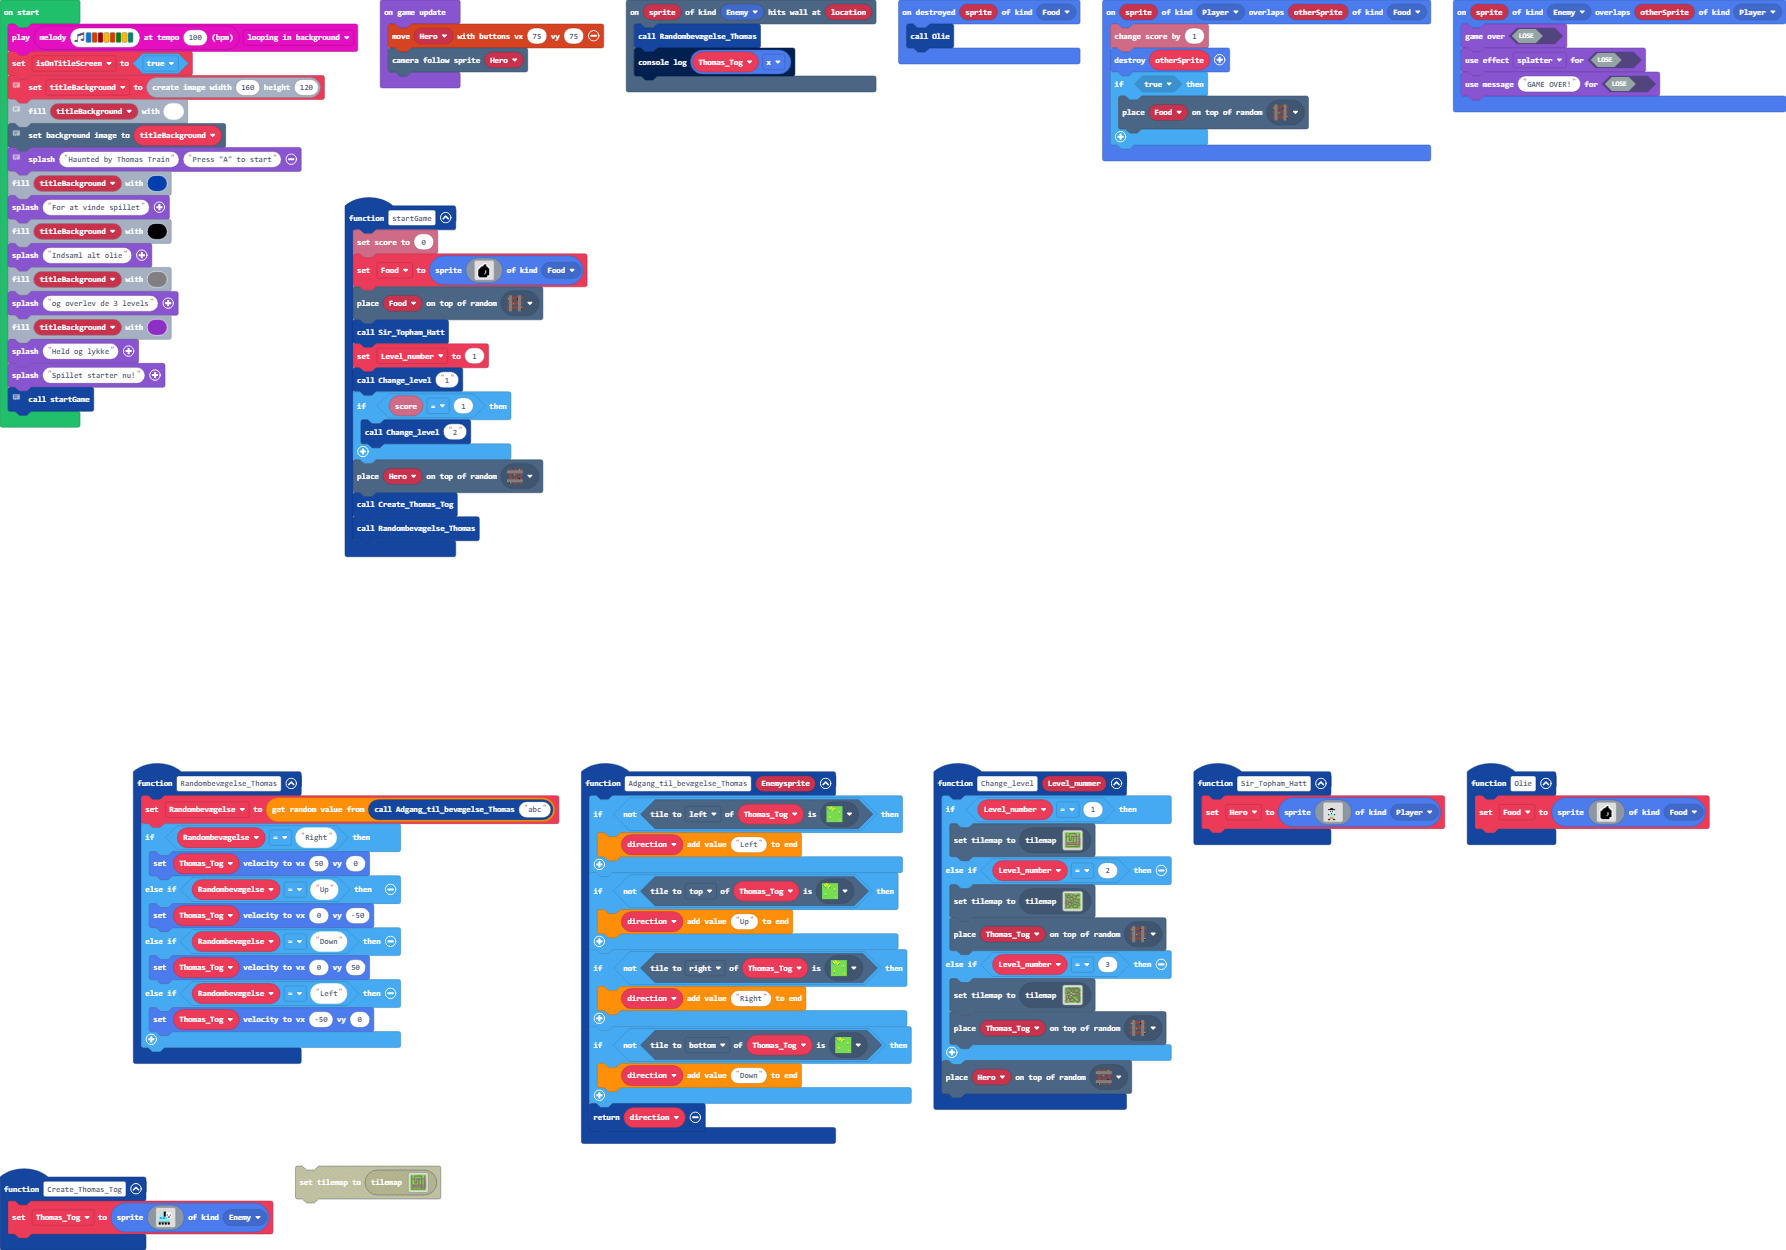 on start
play melody at tempo 100 (bpm) looping in background
set isOnTitleScreen to true
set titleBackground to create image width 160 height 120
fill titleBackground with
set background image to titleBackground
splash "Haunted by Thomas Train" "Press "A" to start"
fill titleBackground with
splash "For at vinde spillet"
fill titleBackground with
splash "Indsaml alt olie"
fill titleBackground with
splash "og overlev de 3 levels"
fill titleBackground with
splash "Held og lykke"
splash "Spillet starter nu!"
call startGame
on game update
move Hero with buttons vx 75 vy 75
camera follow sprite Hero
on sprite of kind Enemy hits wall at location
call Randombevægelse_Thomas
console log Thomas_Tog x
on destroyed sprite of kind Food
call Olie
on sprite of kind Player overlaps otherSprite of kind Food
change score by 1
destroy otherSprite
if true then
place Food on top of random
on sprite of kind Enemy overlaps otherSprite of kind Player
game over LOSE
use effect splatter for LOSE
use message "GAME OVER!" for LOSE
function startGame
set score to 0
set Food to sprite of kind Food
place Food on top of random
call Sir_Topham_Hatt
set Level_number to 1
call Change_level "1"
if score = 1 then
call Change_level "2"
place Hero on top of random
call Create_Thomas_Tog
call Randombevægelse_Thomas
function Randombevægelse_Thomas
set Randombevægelse to get random value from call Adgang_til_bevægelse_Thomas "abc"
if Randombevægelse = "Right" then
set Thomas_Tog velocity to vx 50 vy 0
else if Randombevægelse = "Up" then
set Thomas_Tog velocity to vx 0 vy -50
else if Randombevægelse = "Down" then
set Thomas_Tog velocity to vx 0 vy 50
else if Randombevægelse = "Left" then
set Thomas_Tog velocity to vx -50 vy 0
function Adgang_til_bevægelse_Thomas Enemysprite
if not tile to left of Thomas_Tog is then
direction add value "Left" to end
if not tile to top of Thomas_Tog is then
direction add value "Up" to end
if not tile to right of Thomas_Tog is then
direction add value "Right" to end
if not tile to bottom of Thomas_Tog is then
direction add value "Down" to end
return direction
function Change_level Level_nummer
if Level_number = 1 then
set tilemap to tilemap
else if Level_number = 2 then
set tilemap to tilemap
place Thomas_Tog on top of random
else if Level_number = 3 then
set tilemap to tilemap
place Thomas_Tog on top of random
place Hero on top of random
function Sir_Topham_Hatt
set Hero to sprite of kind Player
function Olie
set Food to sprite of kind Food
function Create_Thomas_Tog
set Thomas_Tog to sprite of kind Enemy
set tilemap to tilemap